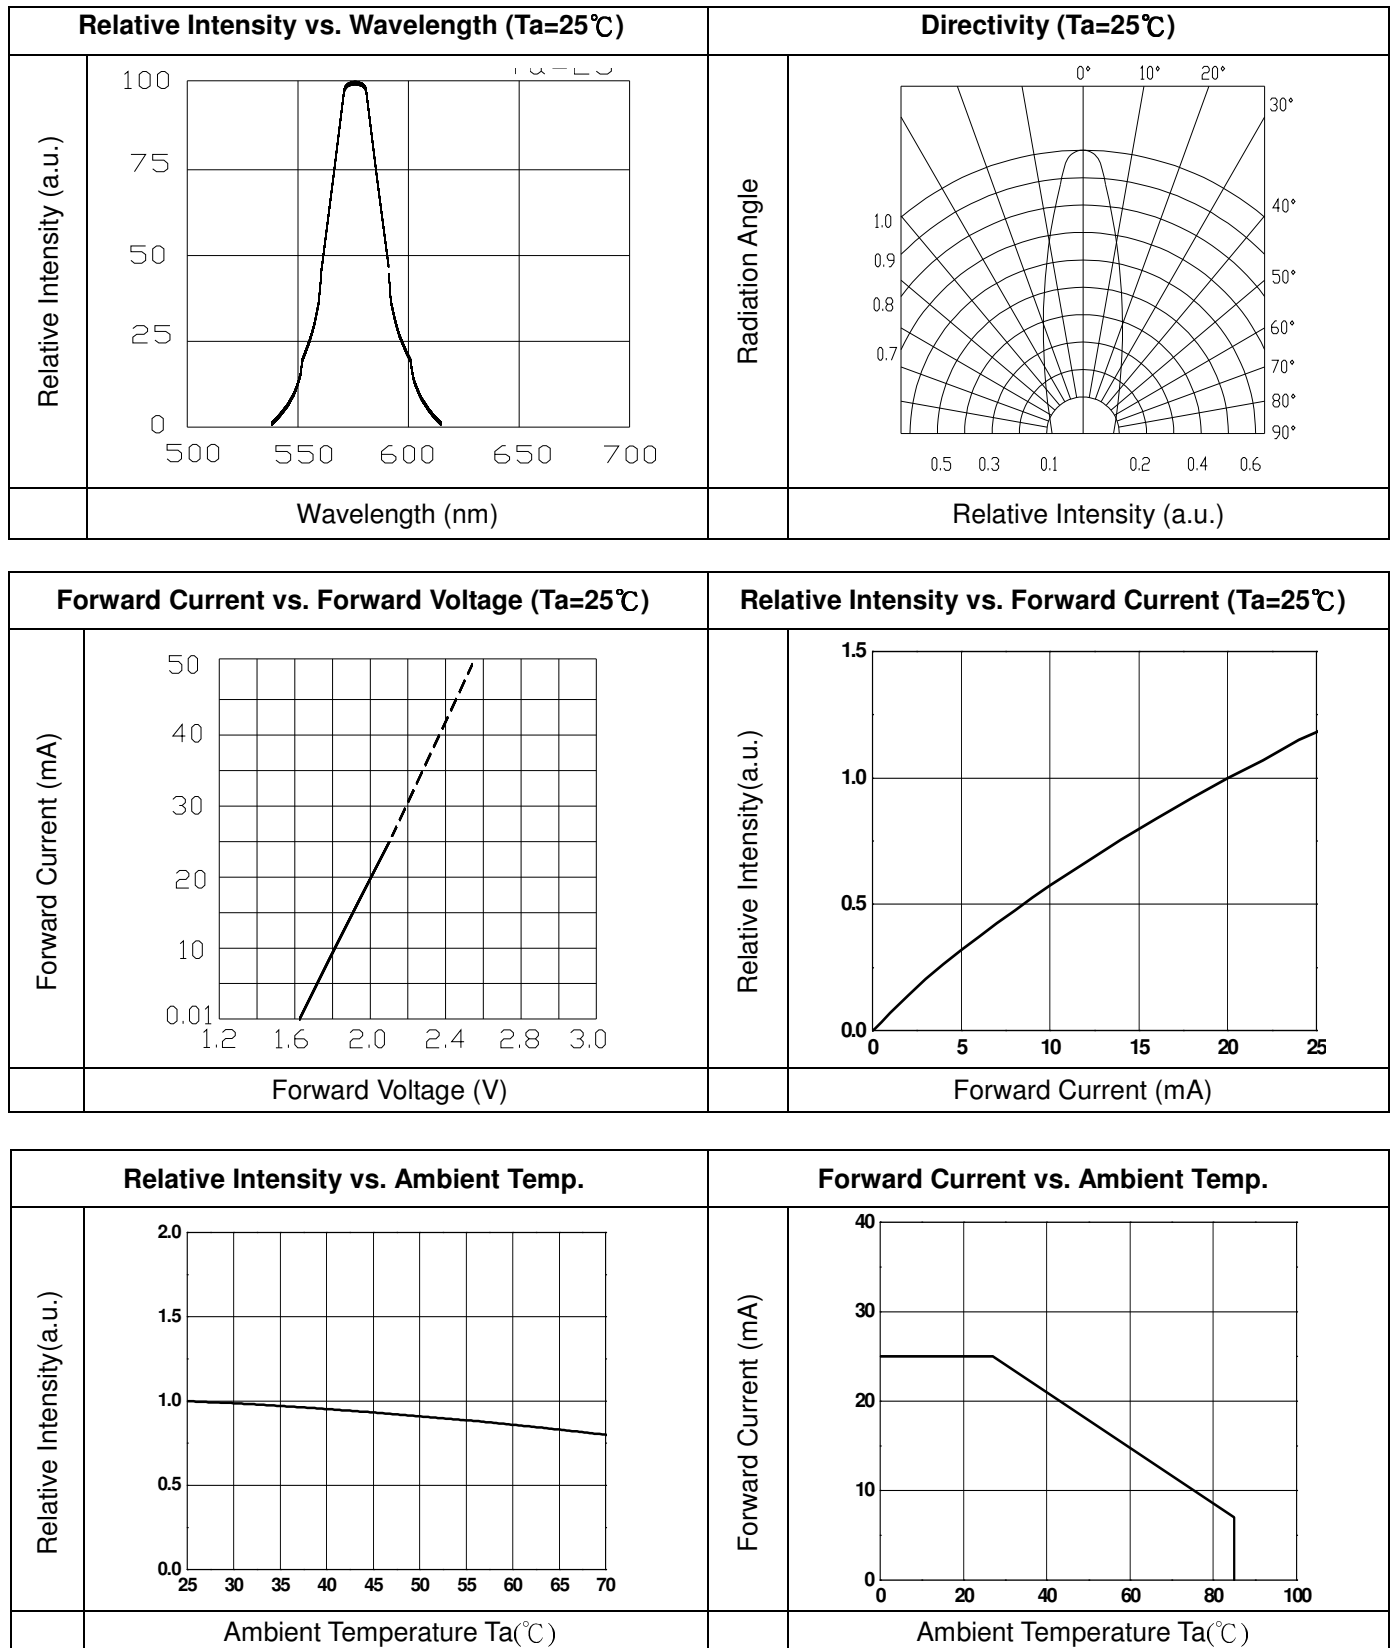 Relative Intensity vs. Wavelength (Ta=25℃)
Directivity (Ta=25℃)
Relative Intensity (a.u.)
100
75
50
25
0
500 550 600 650 700
Wavelength (nm)
Radiation Angle
0° 10° 20°
30°
40°
50°
60°
70°
80°
90°
1.0
0.9
0.8
0.7
0.5 0.3 0.1 0.2 0.4 0.6
Relative Intensity (a.u.)
Forward Current vs. Forward Voltage (Ta=25℃)
Relative Intensity vs. Forward Current (Ta=25℃)
Forward Current (mA)
50
40
30
20
10
0.01
1.2 1.6 2.0 2.4 2.8 3.0
Forward Voltage (V)
Relative Intensity(a.u.)
1.5
1.0
0.5
0.0
0 5 10 15 20 25
Forward Current (mA)
Relative Intensity vs. Ambient Temp.
Forward Current vs. Ambient Temp.
Relative Intensity(a.u.)
2.0
1.5
1.0
0.5
0.0
25 30 35 40 45 50 55 60 65 70
Ambient Temperature Ta(℃)
Forward Current (mA)
40
30
20
10
0
0 20 40 60 80 100
Ambient Temperature Ta(℃)